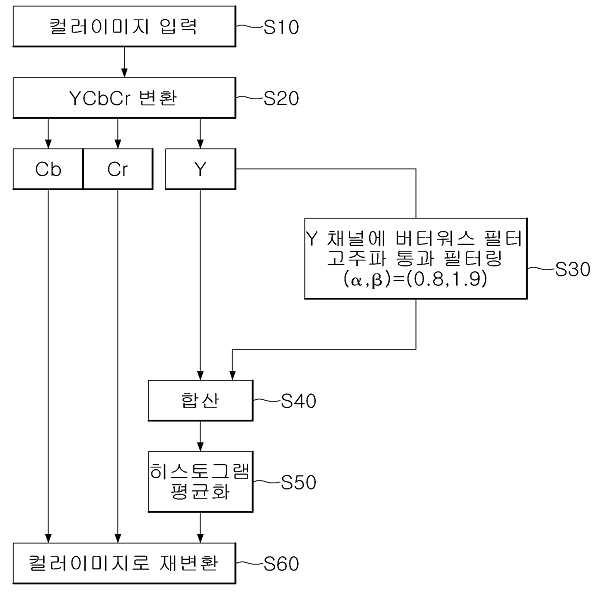 컬러이미지 입력
S10
YCbCr 변환
S20
Cb
Cr
Y
Y 채널에 버터워스 필터
고주파 통과 필터링
(α,β)=(0.8,1.9)
S30
합산
S40
히스토그램
평균화
S50
컬러이미지로 재변환
S60